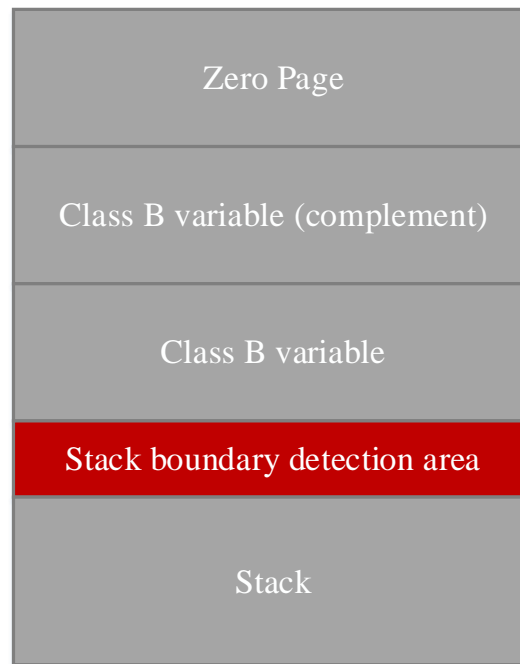 Zero Page
Class B variable (complement)
Class B variable
Stack boundary detection area
Stack